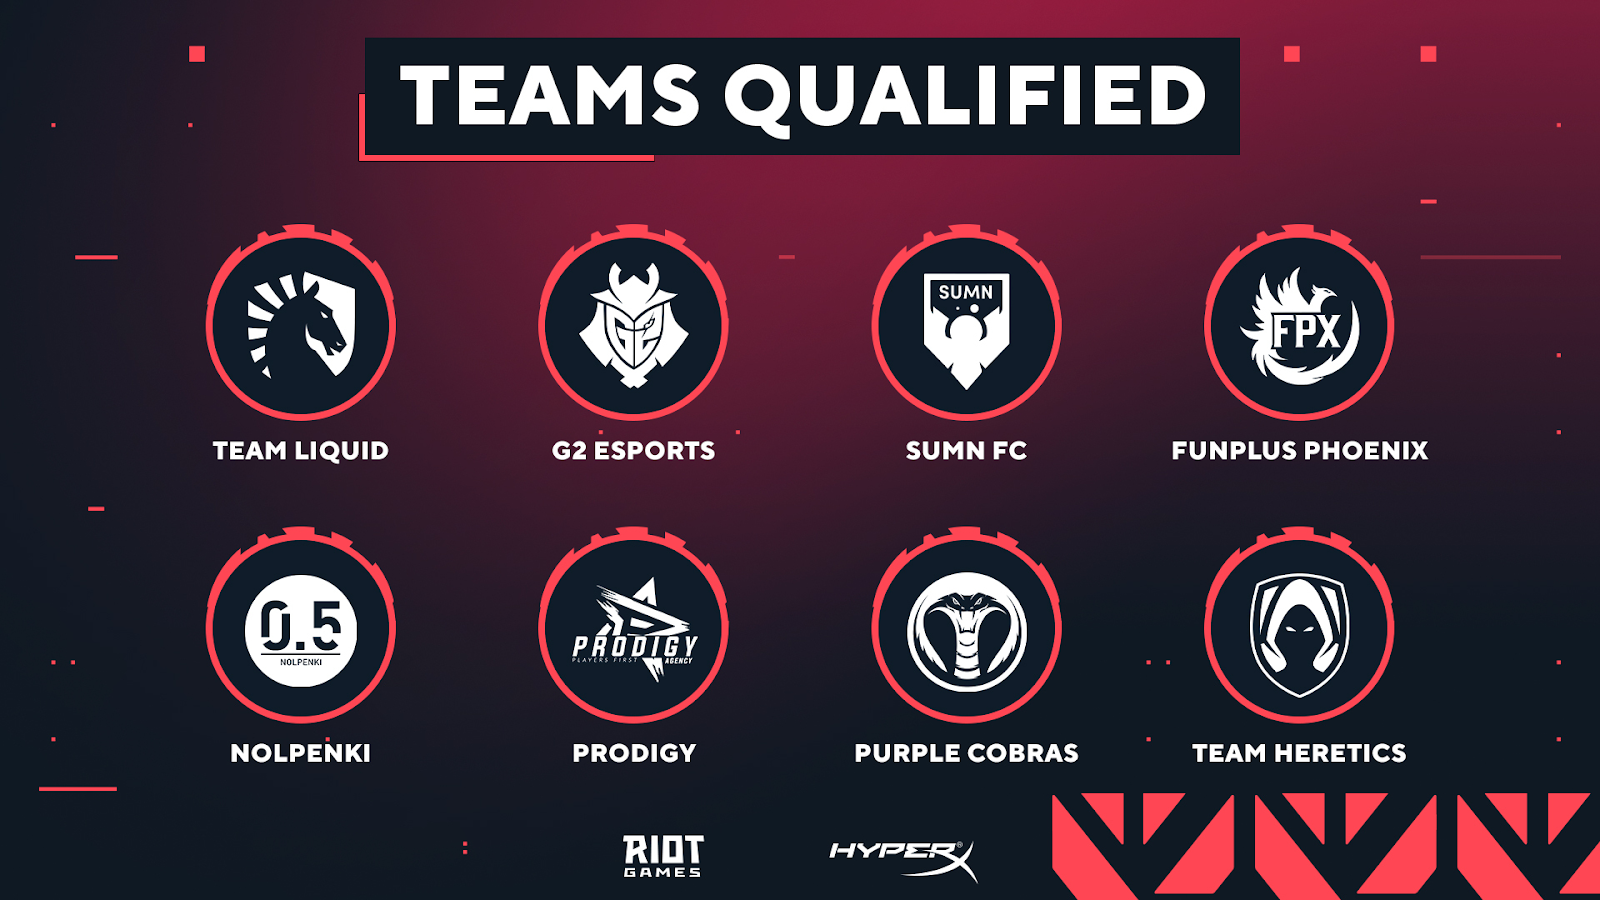 TEAMS QUALIFIED
SUMN
FPX
TEAM LIQUID
G2 ESPORTS
SUMN FC
FUNPLUS PHOENIX
0.5
NOLPENKI
PRODIGY
PLAYERS FIRST AGENCY
NOLPENKI
PRODIGY
PURPLE COBRAS
TEAM HERETICS
RIOT
GAMES
HYPERX®